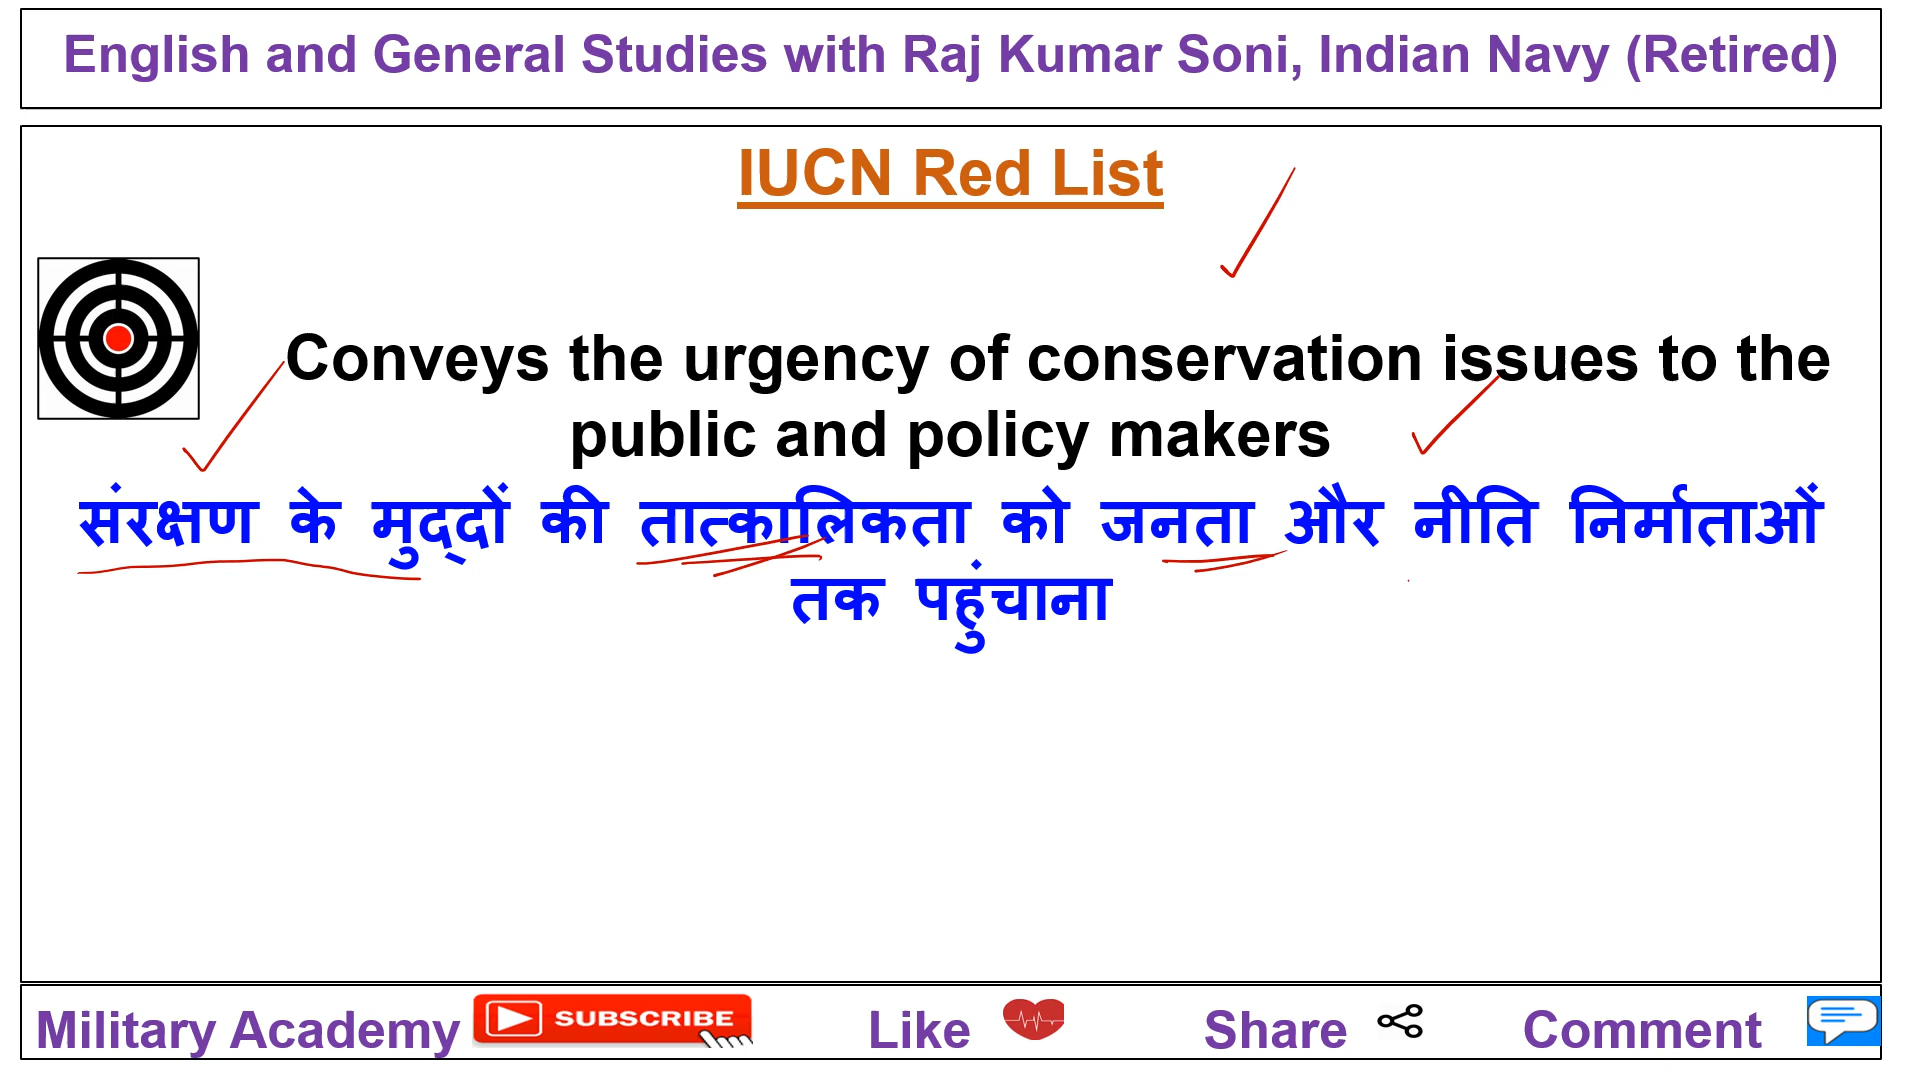 English and General Studies with Raj Kumar Soni, Indian Navy (Retired)
IUCN Red List
Conveys the urgency of conservation issues to the
public and policy makers
संरक्षण के मुद्दों की तात्कालिकता को जनता और नीति निर्माताओं
तक पहुंचाना
Military Academy SUBSCRIBE Like Share Comment